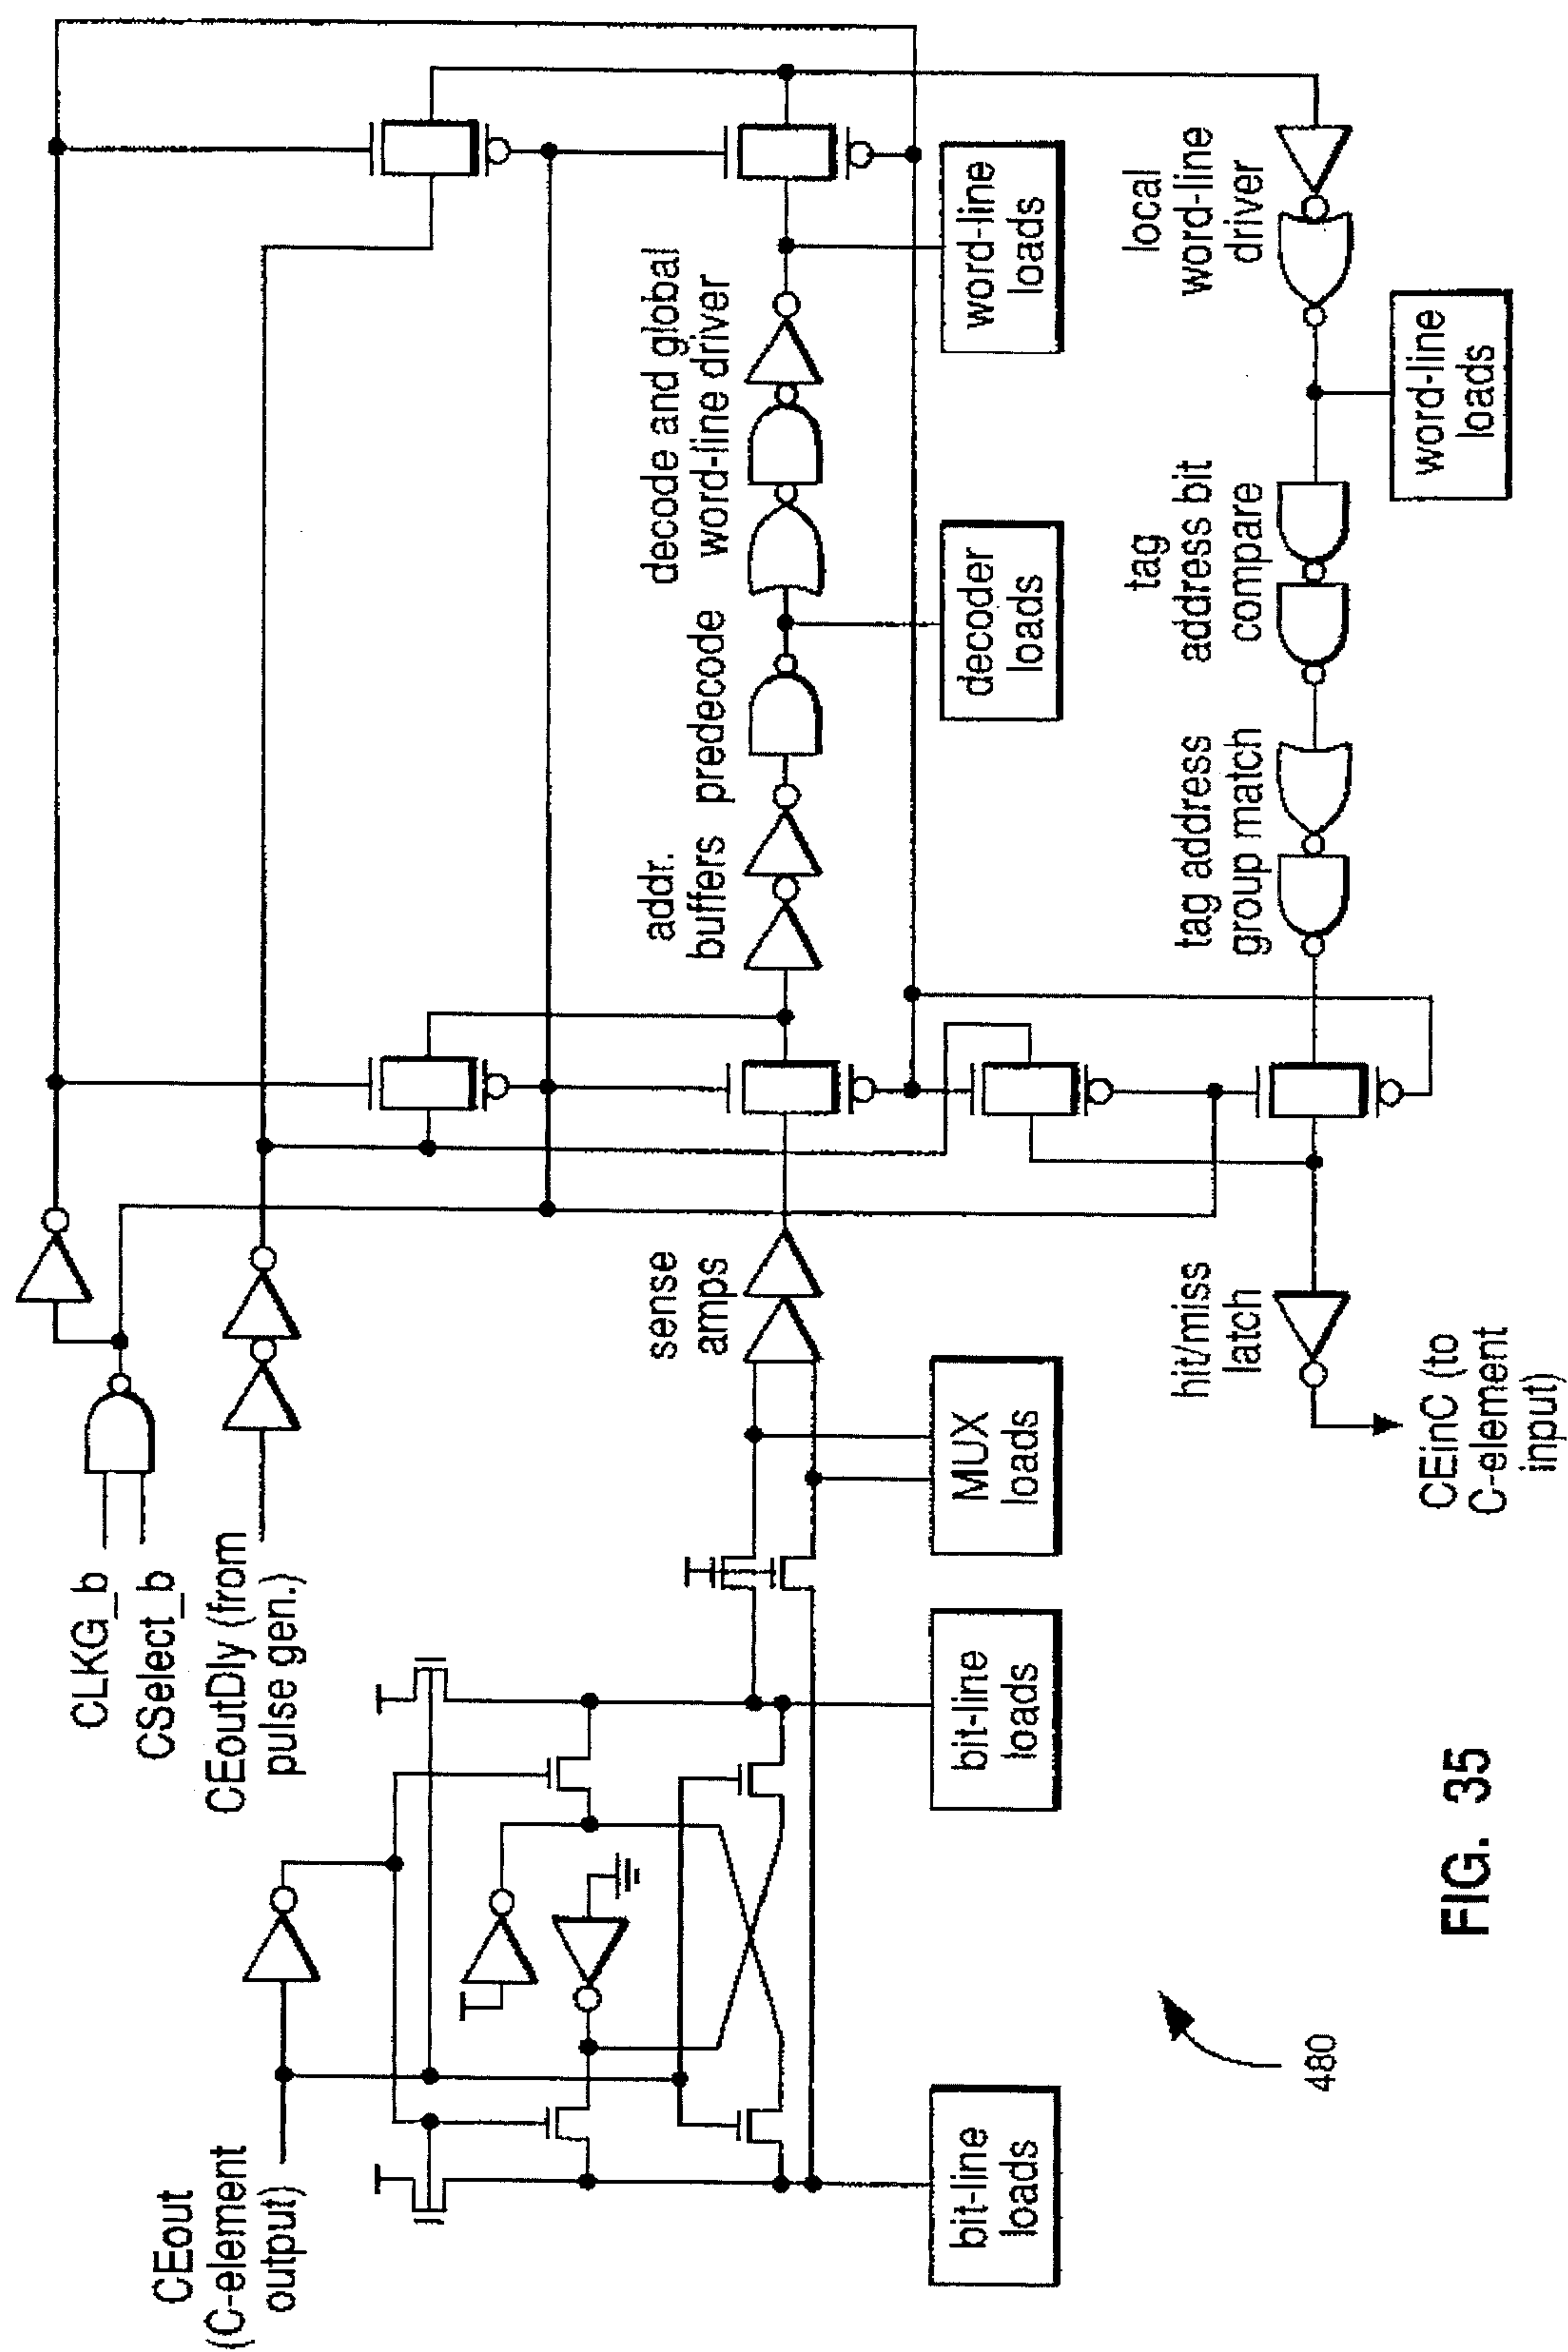 CEout
(C-element
output)
CLKG_b
CSelect_b
CEoutDly (from
pulse gen.)
sense
amps
addr.
buffers
predecode
decode and global
word-line driver
bit-line
loads
bit-line
loads
MUX
loads
decoder
loads
word-line
loads
hit/miss
latch
tag address
group match
tag
address bit
compare
local
word-line
driver
word-line
loads
CEinC (to
C-element
input)
480
FIG. 35